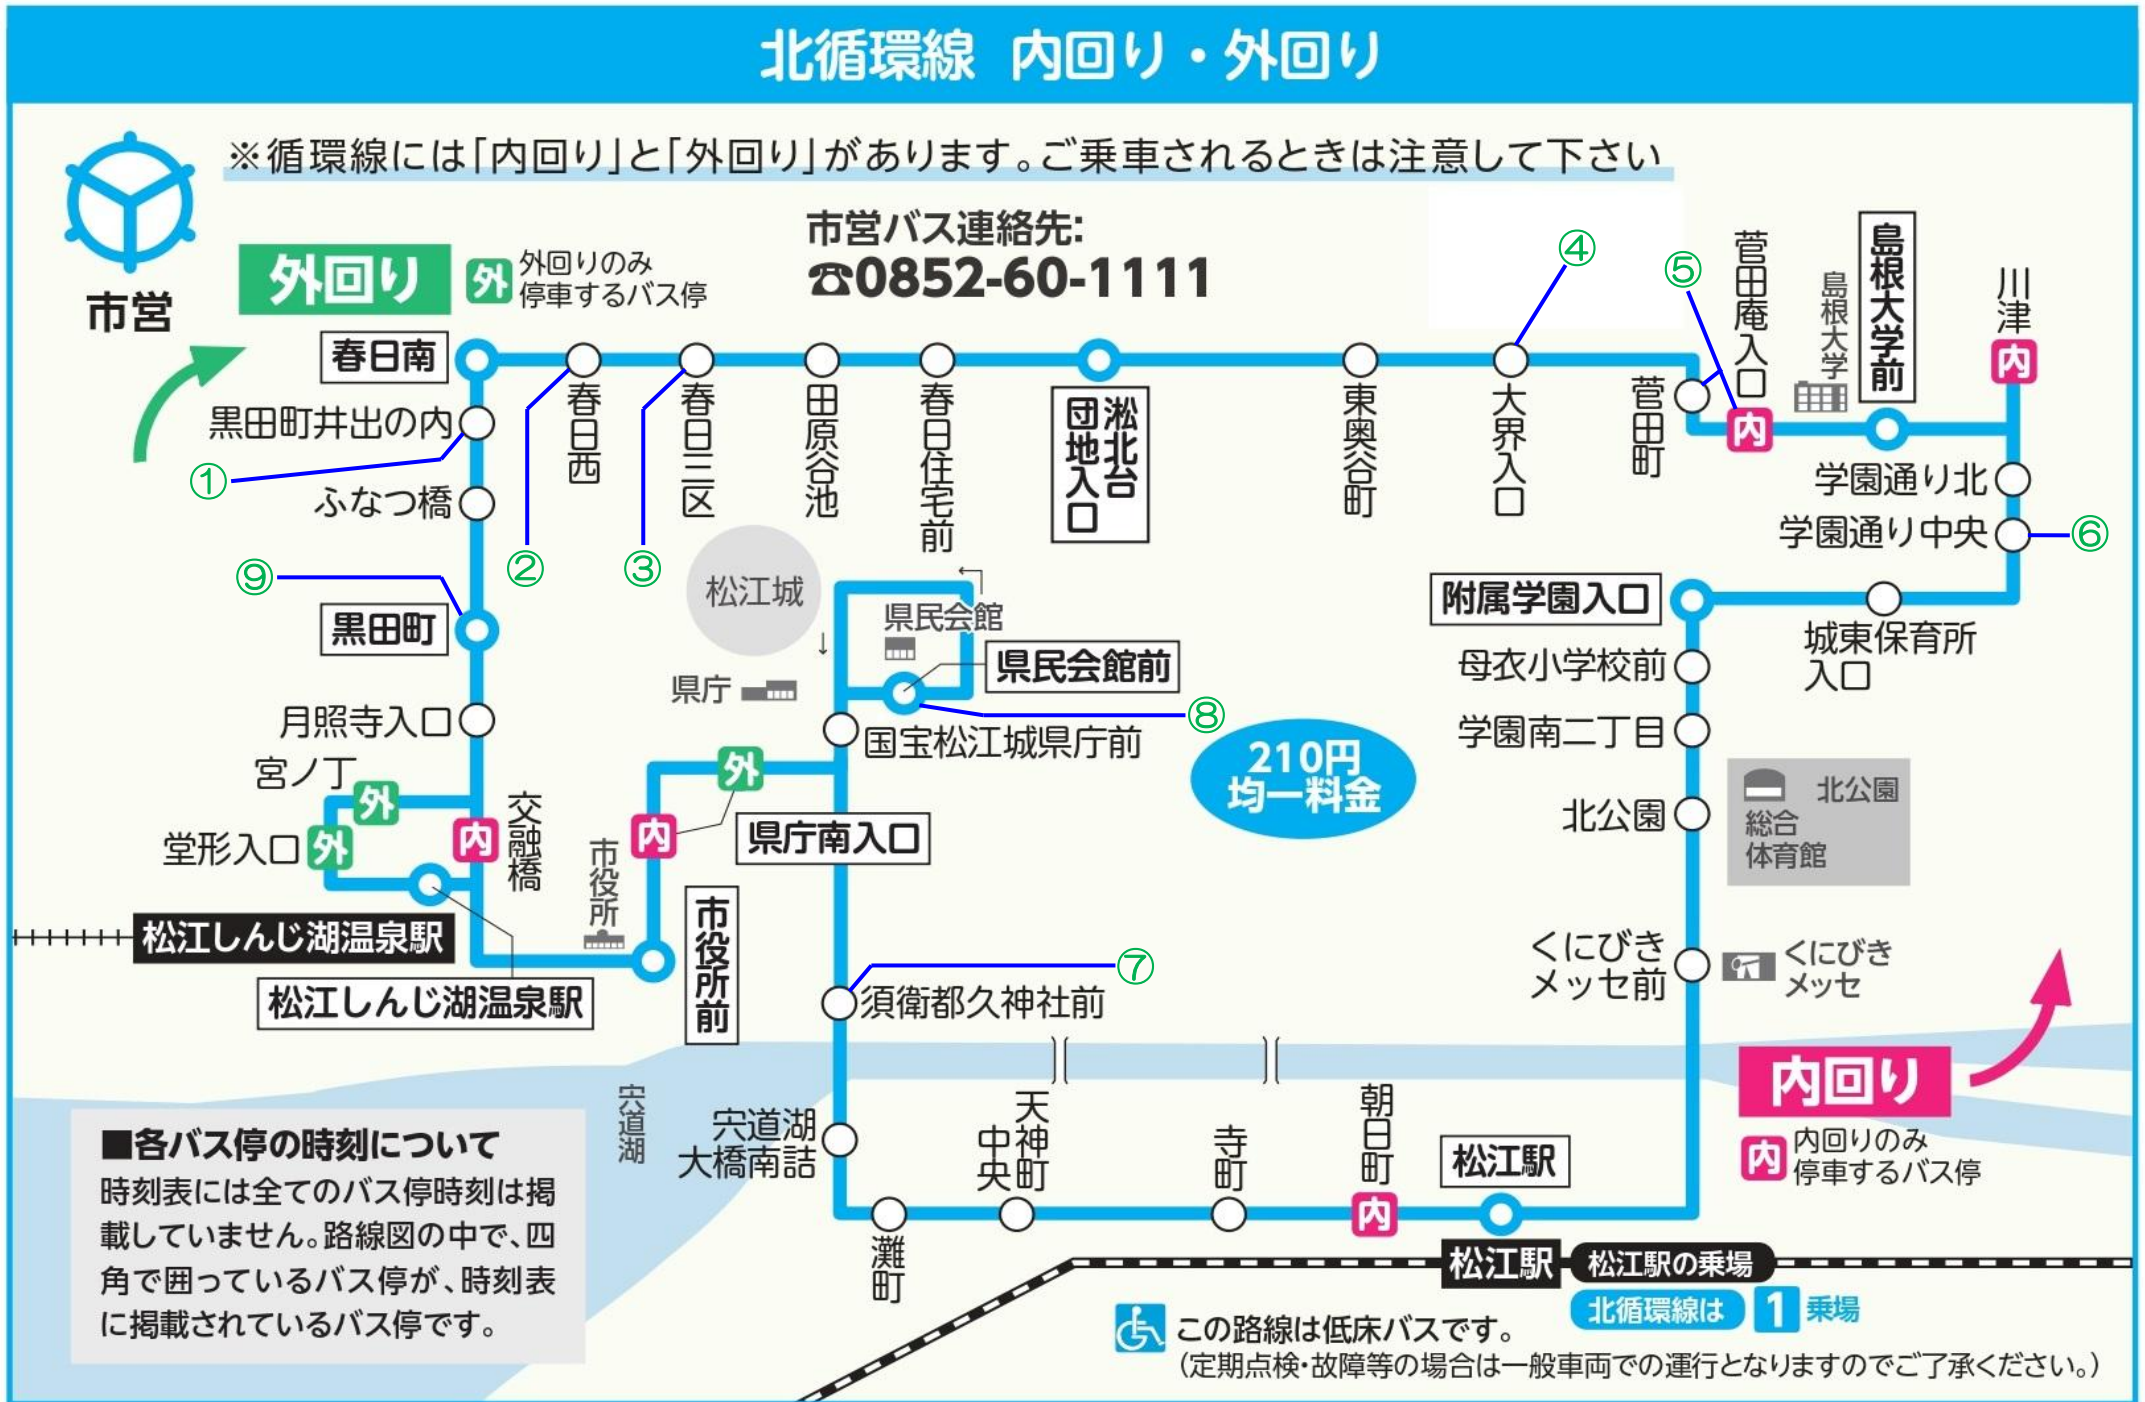 北循環線 内回り・外回り
※循環線には「内回り」と「外回り」があります。ご乗車されるときは注意して下さい
市営
外回り
外
外回りのみ
停車するバス停
市営バス連絡先:
☎0852-60-1111
④
⑤
菅田庵入口
内
島根大学
島根大学前
川津
内
春日南
黒田町井出の内
①
ふなつ橋
⑨
黒田町
月照寺入口
宮ノ丁
外
堂形入口
外
内
交融橋
松江しんじ湖温泉駅
松江しんじ湖温泉駅
春日西
②
春日三区
③
田原谷池
春日住宅前
淞北台
団地入口
東奥谷町
大界入口
菅田町
学園通り北
学園通り中央
⑥
城東保育所
入口
附属学園入口
母衣小学校前
学園南二丁目
北公園
北公園
総合
体育館
くにびき
メッセ前
くにびき
メッセ
松江城
県民会館
県民会館前
⑧
県庁
国宝松江城県庁前
210円
均一料金
外
内
県庁南入口
市役所
市役所前
⑦
須衛都久神社前
宍道湖
宍道湖
大橋南詰
灘町
天神町
中央
寺町
朝日町
内
松江駅
松江駅
松江駅の乗場
北循環線は 1 乗場
内回り
内
内回りのみ
停車するバス停
■各バス停の時刻について
時刻表には全てのバス停時刻は掲
載していません。路線図の中で、四
角で囲っているバス停が、時刻表
に掲載されているバス停です。
この路線は低床バスです。
（定期点検・故障等の場合は一般車両での運行となりますのでご了承ください。）